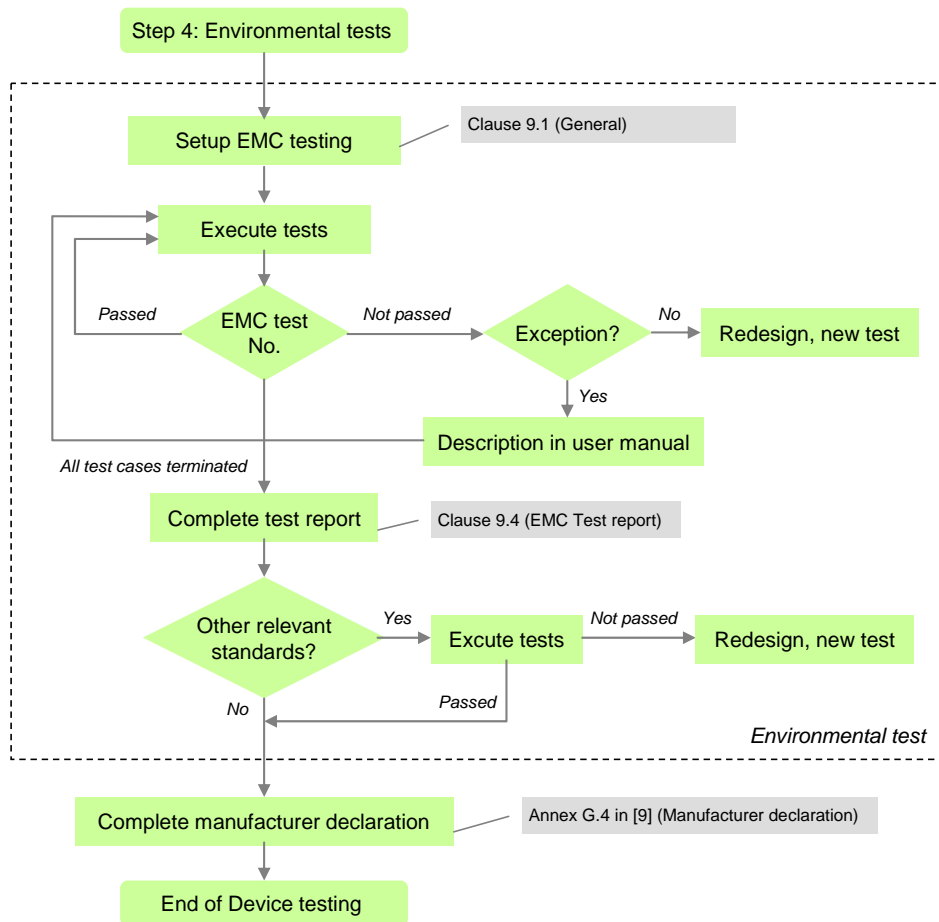 Step 4: Environmental tests
Clause 9.1 (General)
Setup EMC testing
Execute tests
Passed
EMC test
No.
Not passed
Exception?
No
Redesign, new test
Yes
Description in user manual
All test cases terminated
Complete test report
Clause 9.4 (EMC Test report)
Other relevant
standards?
Yes
Excute tests
Not passed
Redesign, new test
No
Passed
Environmental test
Complete manufacturer declaration
Annex G.4 in [9] (Manufacturer declaration)
End of Device testing